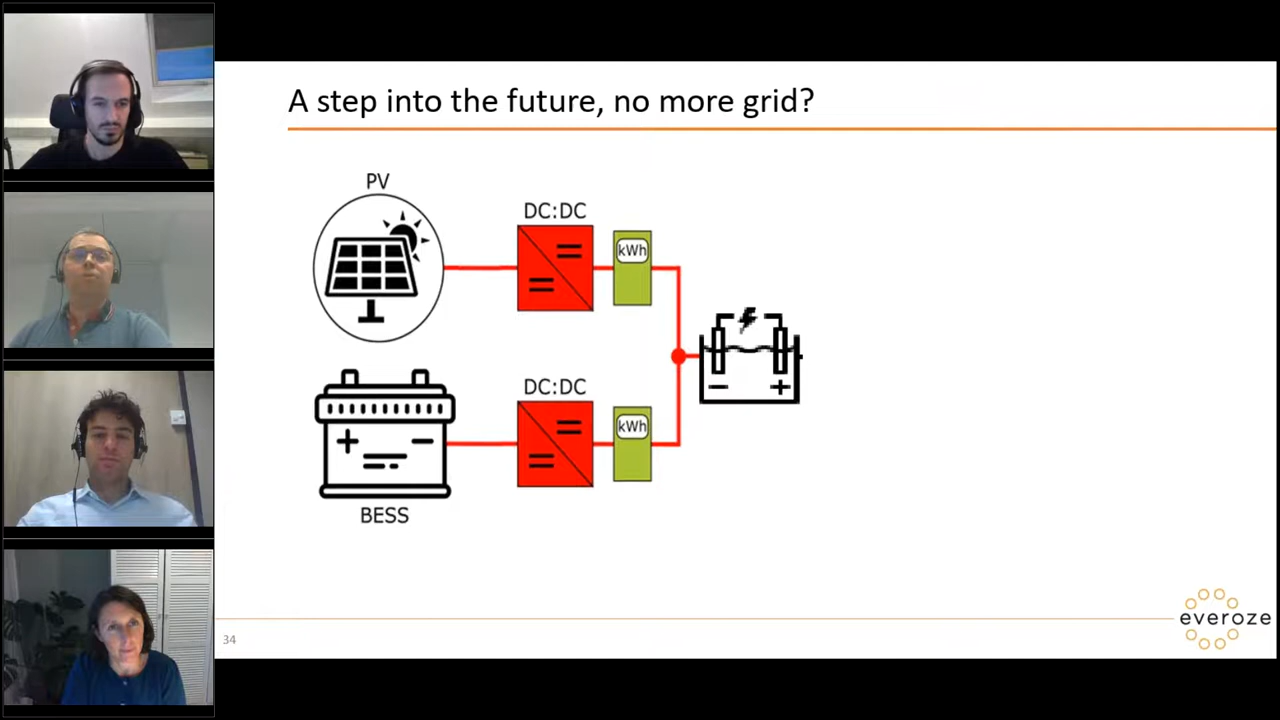 A step into the future, no more grid?
PV
DC:DC
kWh
DC:DC
kWh
− +
+ −
BESS
34
everoze